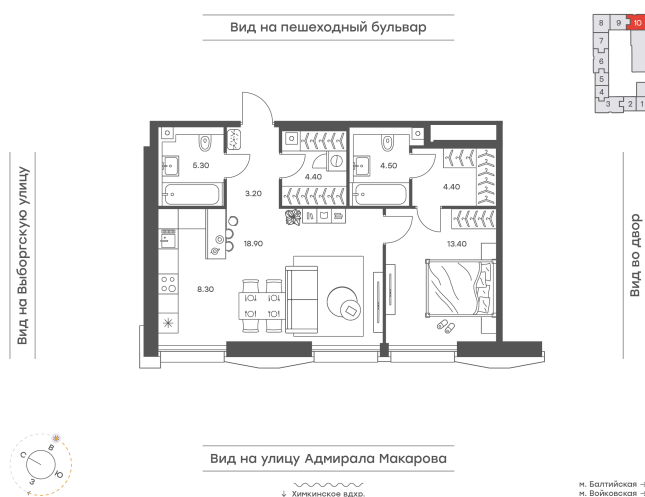 Вид на пешеходный бульвар
8 9 10
7
6
5
4
3 2 1
Вид на Выборгскую улицу
5.30
3.20
4.40
4.50
4.40
18.90
13.40
8.30
Вид во двор
Вид на улицу Адмирала Макарова
С В Ю З
↓ Химкинское вдхр.
м. Балтийская
м. Войковская